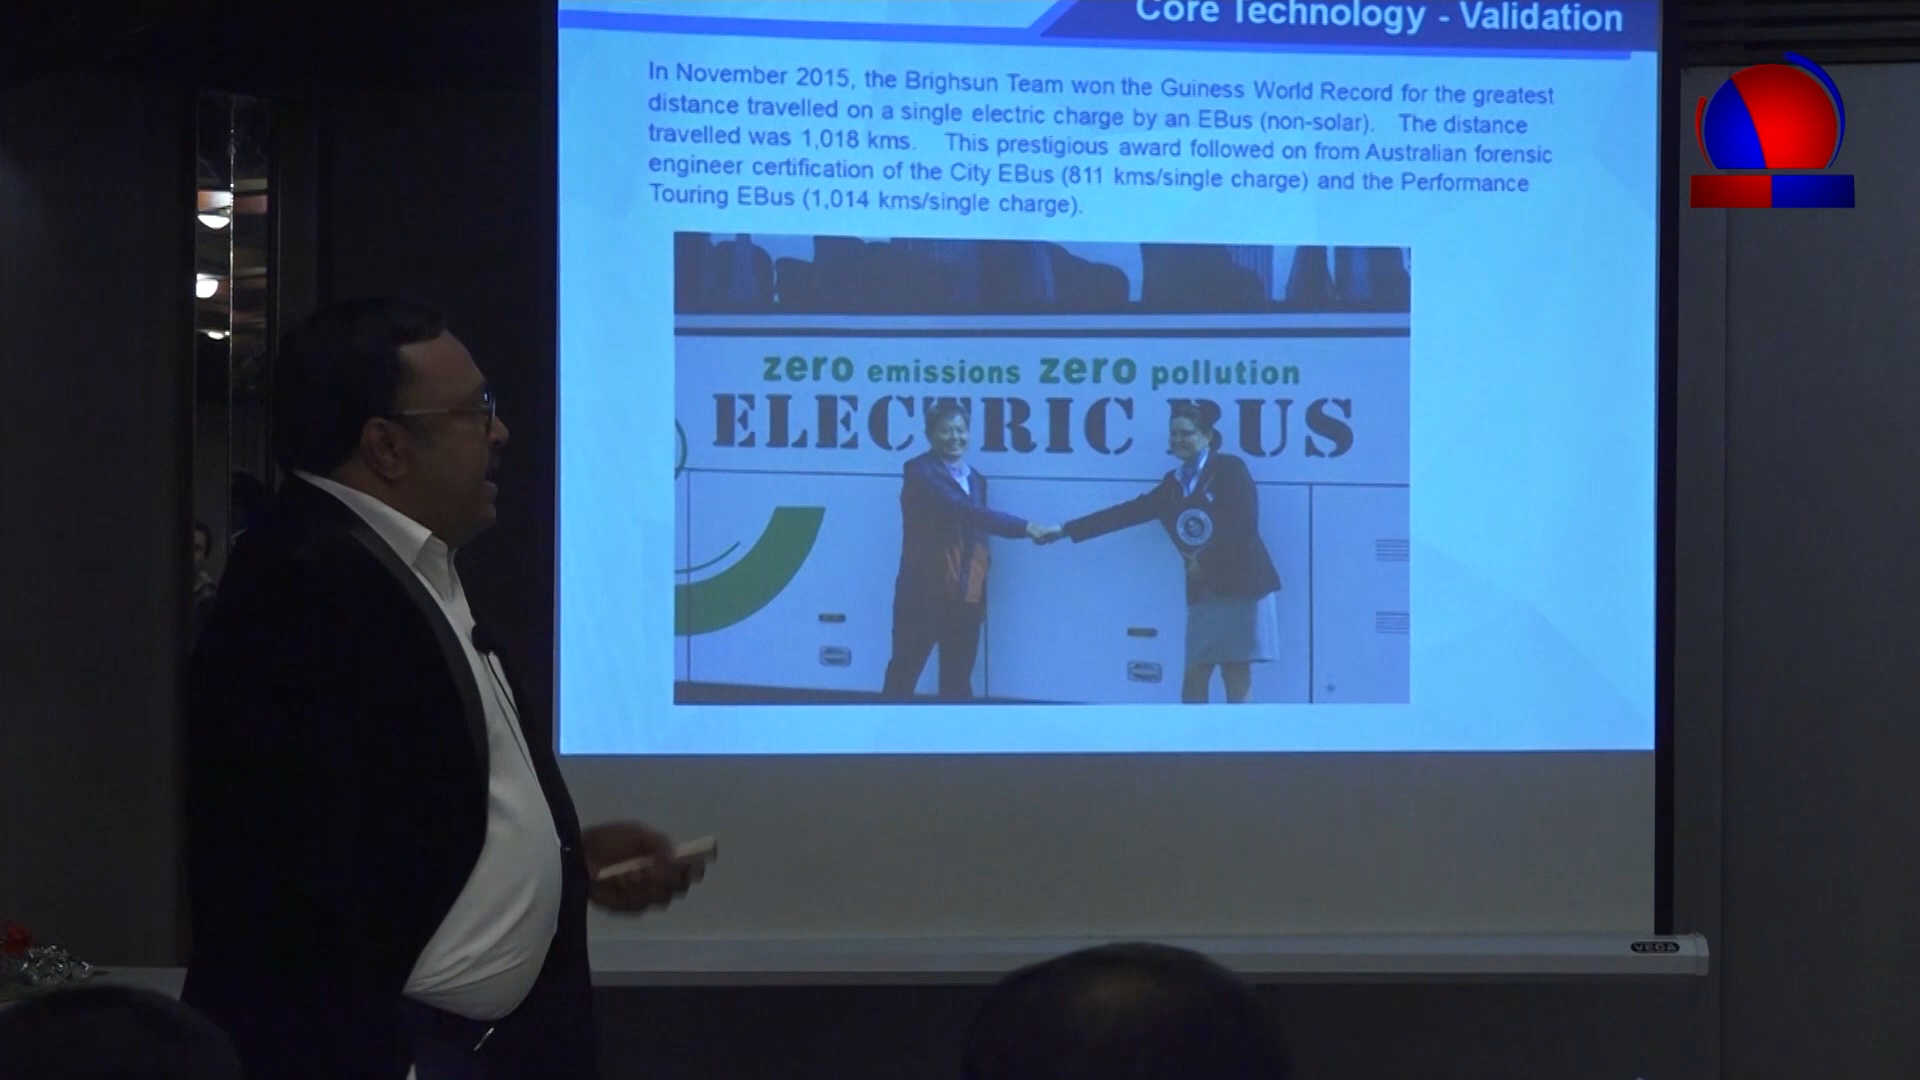 Core Technology - Validation
In November 2015, the Brighsun Team won the Guiness World Record for the greatest
distance travelled on a single electric charge by an EBus (non-solar). The distance
travelled was 1,018 kms. This prestigious award followed on from Australian forensic
engineer certification of the City EBus (811 kms/single charge) and the Performance
Touring EBus (1,014 kms/single charge).
zero emissions zero pollution
ELECTRIC BUS
VEGA